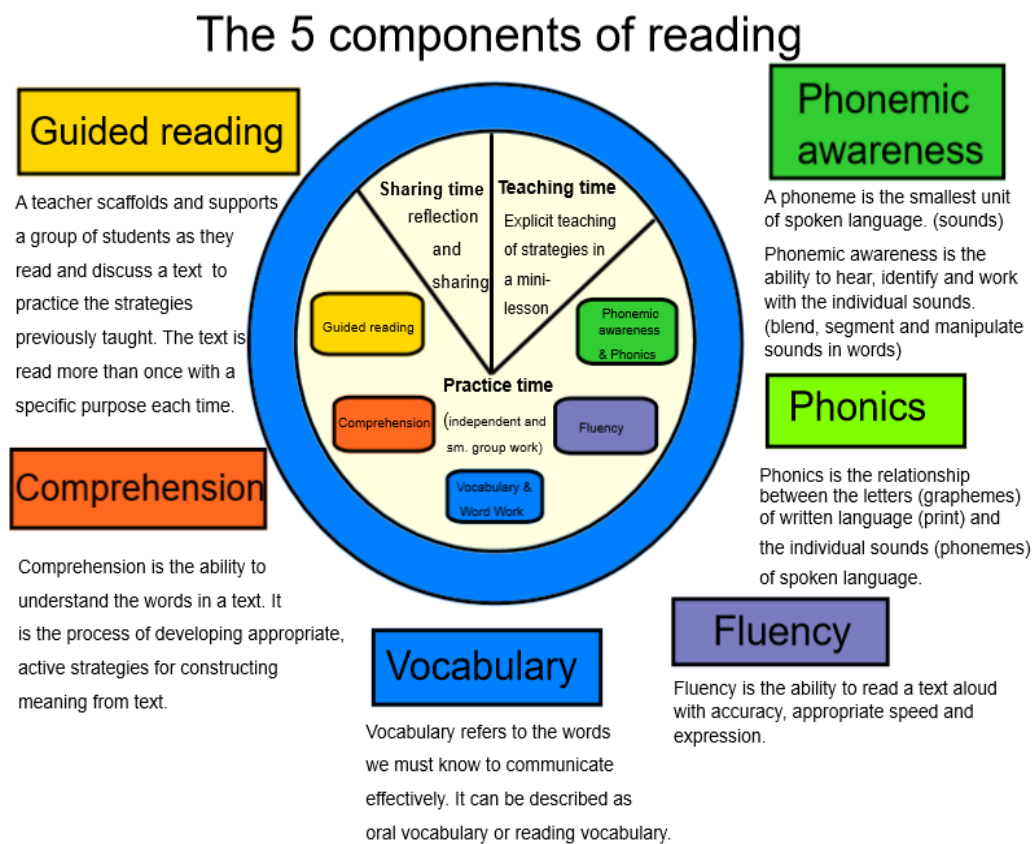 The 5 components of reading
Guided reading
A teacher scaffolds and supports
a group of students as they
read and discuss a text to
practice the strategies
previously taught. The text is
read more than once with a
specific purpose each time.
Comprehension
Comprehension is the ability to
understand the words in a text. It
is the process of developing appropriate,
active strategies for constructing
meaning from text.
Sharing time
reflection
and
sharing
Teaching time
Explicit teaching
of strategies in
a mini-
lesson
Guided reading
Phonemic
awareness
& Phonics
Practice time
(independent and
sm. group work)
Comprehension
Fluency
Vocabulary &
Word Work
Phonemic
awareness
A phoneme is the smallest unit
of spoken language. (sounds)
Phonemic awareness is the
ability to hear, identify and work
with the individual sounds.
(blend, segment and manipulate
sounds in words)
Phonics
Phonics is the relationship
between the letters (graphemes)
of written language (print) and
the individual sounds (phonemes)
of spoken language.
Fluency
Fluency is the ability to read a text aloud
with accuracy, appropriate speed and
expression.
Vocabulary
Vocabulary refers to the words
we must know to communicate
effectively. It can be described as
oral vocabulary or reading vocabulary.